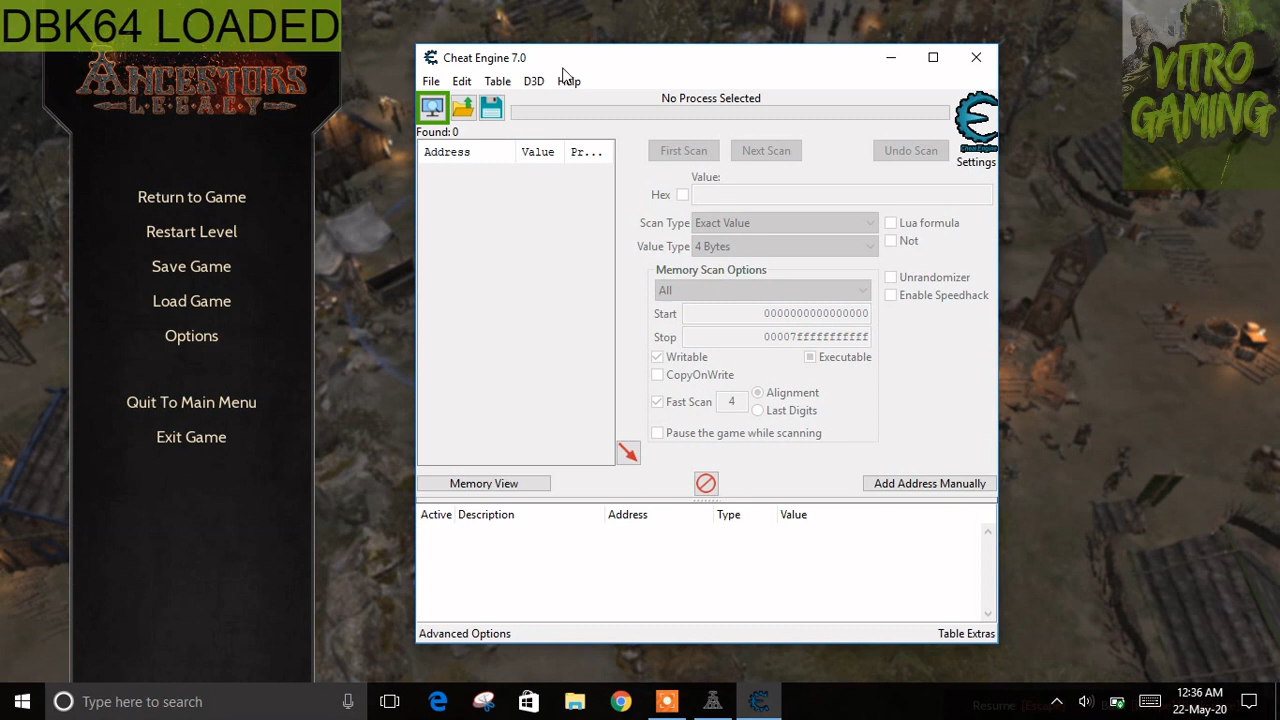 DBK64 LOADED
ANCESTORS
LEGACY
Return to Game
Restart Level
Save Game
Load Game
Options
Quit To Main Menu
Exit Game
VITRO
GAMING
Cheat Engine 7.0
File Edit Table D3D Help
No Process Selected
Found: 0
Address Value Pr...
First Scan Next Scan Undo Scan
Cheat Engine
Settings
Value:
Hex
Scan Type Exact Value Lua formula
Not
Value Type 4 Bytes
Memory Scan Options
All
Unrandomizer
Enable Speedhack
Start 0000000000000000
Stop 00007fffffffffff
Writable Executable
CopyOnWrite
Fast Scan 4 Alignment
Last Digits
Pause the game while scanning
Memory View Add Address Manually
Active Description Address Type Value
Advanced Options Table Extras
Type here to search
12:36 AM
22-May-20
Resume